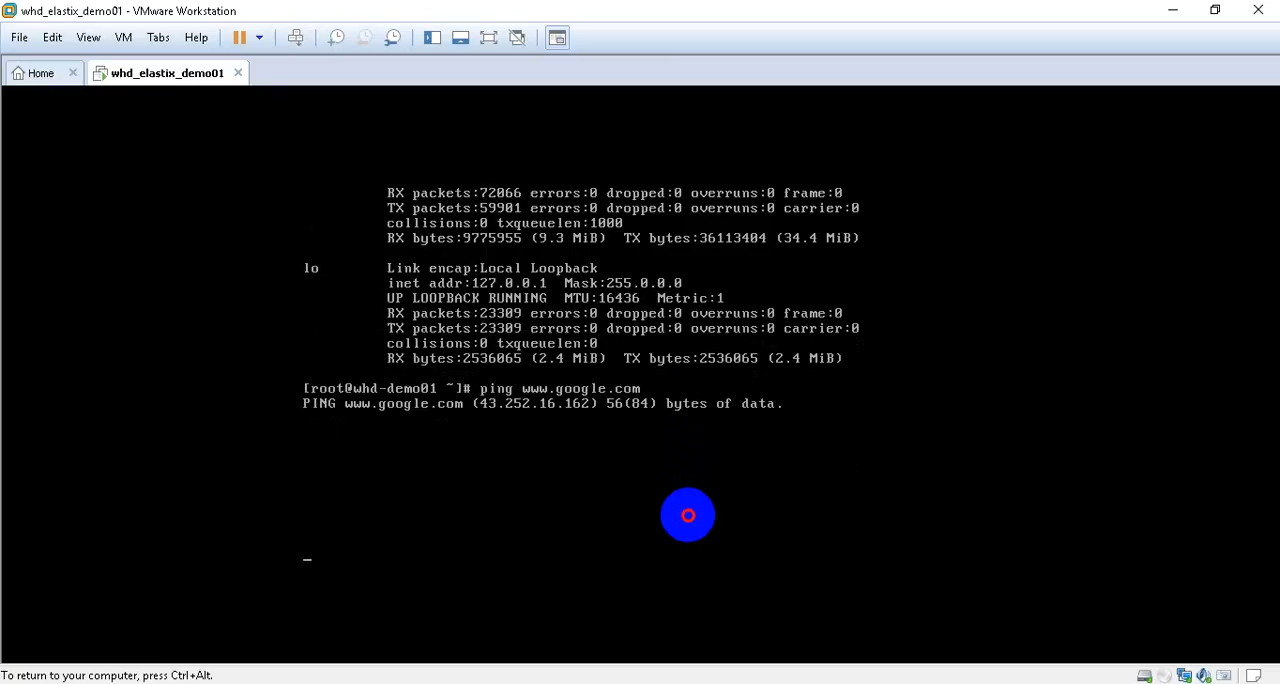 whd_elastix_demo01 - VMware Workstation
File Edit View VM Tabs Help
Home whd_elastix_demo01
RX packets:72066 errors:0 dropped:0 overruns:0 frame:0
TX packets:59901 errors:0 dropped:0 overruns:0 carrier:0
collisions:0 txqueuelen:1000
RX bytes:9775955 (9.3 MiB)  TX bytes:36113404 (34.4 MiB)
lo Link encap:Local Loopback
inet addr:127.0.0.1  Mask:255.0.0.0
UP LOOPBACK RUNNING  MTU:16436  Metric:1
RX packets:23309 errors:0 dropped:0 overruns:0 frame:0
TX packets:23309 errors:0 dropped:0 overruns:0 carrier:0
collisions:0 txqueuelen:0
RX bytes:2536065 (2.4 MiB)  TX bytes:2536065 (2.4 MiB)
[root@whd-demo01 ~]# ping www.google.com
PING www.google.com (43.252.16.162) 56(84) bytes of data.
To return to your computer, press Ctrl+Alt.